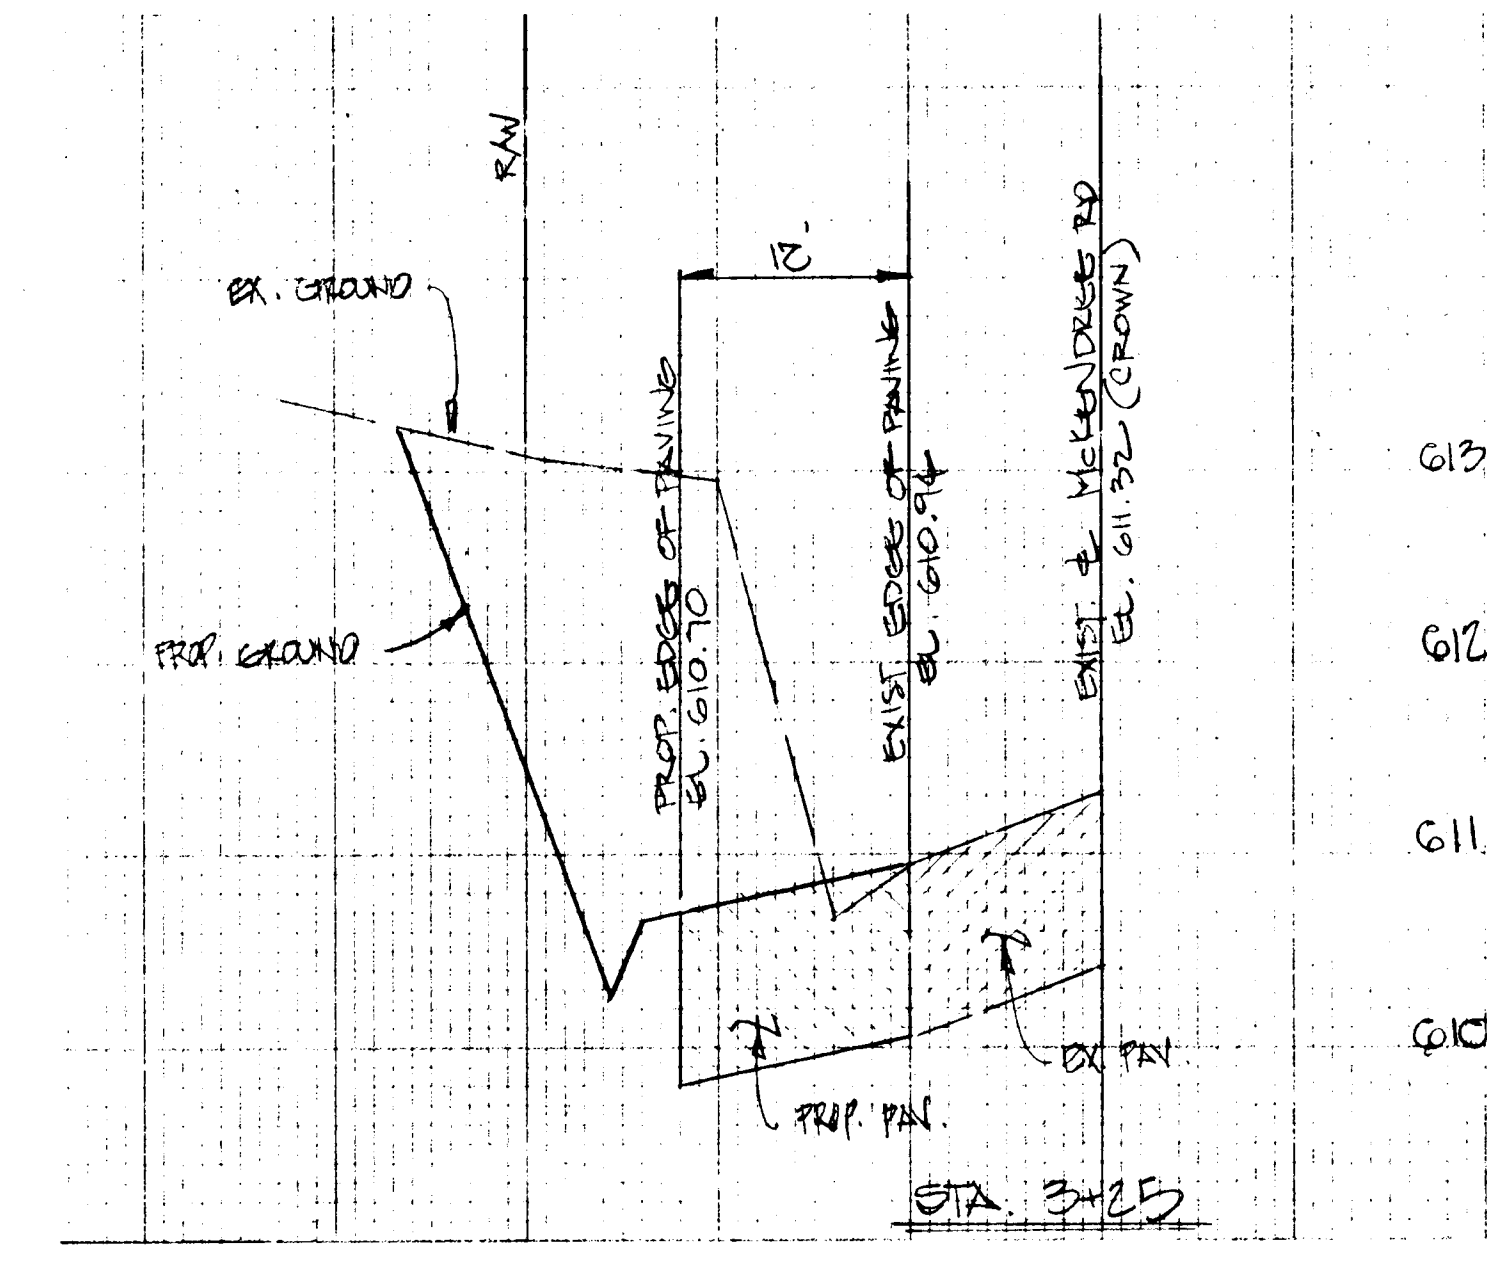 R/W
12'
EX. GROUND
PROP. EDGE OF PAVING
EL. 610.70
EXIST EDGE OF PAVING
EL. 610.94
EXIST. ℄ McKENDREE RD
EL. 611.32 (CROWN)
613
PROP. GROUND
612
611
610
EX. PAV.
PROP. PAV.
STA. 3+25